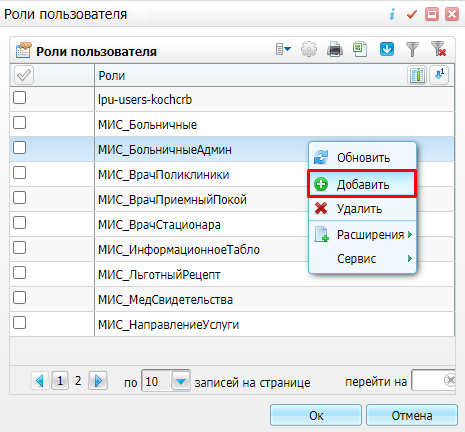 Роли пользователя
Роли пользователя
Роли
lpu-users-kochcrb
МИС_Больничные
МИС_БольничныеАдмин
МИС_ВрачПоликлиники
МИС_ВрачПриемныйПокой
МИС_ВрачСтационара
МИС_ИнформационноеТабло
МИС_ЛьготныйРецепт
МИС_МедСвидетельства
МИС_НаправлениеУслуги
Обновить
Добавить
Удалить
Расширения
Сервис
1 2 по 10 записей на странице перейти на
Ок Отмена